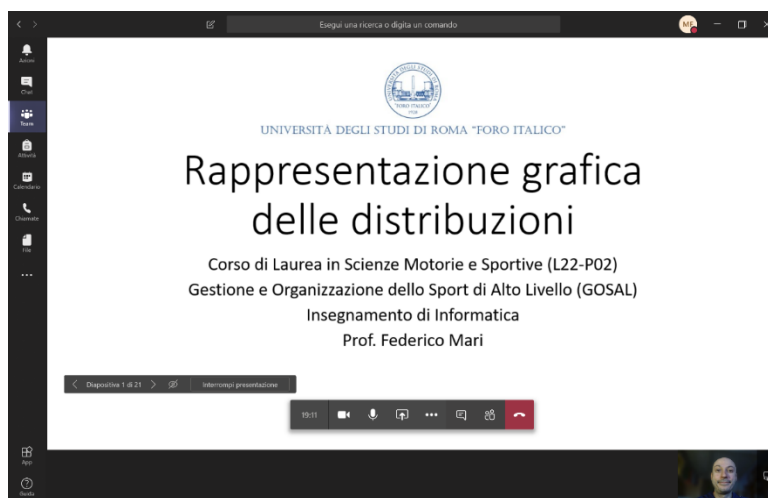 Esegui una ricerca o digita un comando
MF
Azioni
Chat
Team
Attività
Calendario
Chiamate
File
UNIVERSITÀ DEGLI STUDI DI ROMA "FORO ITALICO"
Rappresentazione grafica
delle distribuzioni
Corso di Laurea in Scienze Motorie e Sportive (L22-P02)
Gestione e Organizzazione dello Sport di Alto Livello (GOSAL)
Insegnamento di Informatica
Prof. Federico Mari
Diapositiva 1 di 21
Interrompi presentazione
19:11
App
Guida